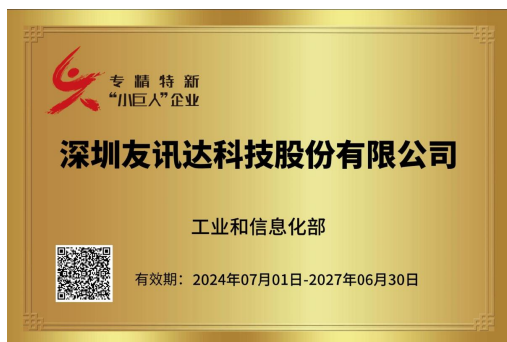 专精特新
“小巨人”企业
深圳友讯达科技股份有限公司
工业和信息化部
有效期：2024年07月01日-2027年06月30日